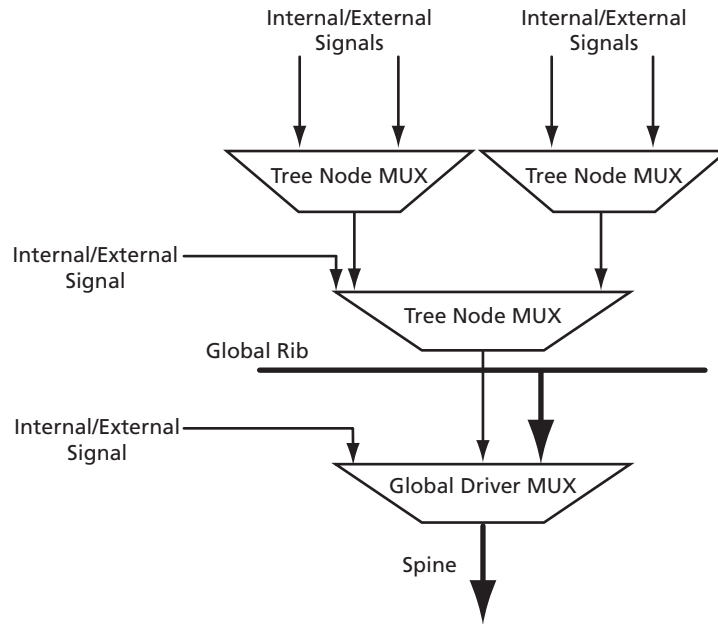 Internal/External
Signals
Internal/External
Signals
Tree Node MUX
Tree Node MUX
Internal/External
Signal
Tree Node MUX
Global Rib
Internal/External
Signal
Global Driver MUX
Spine